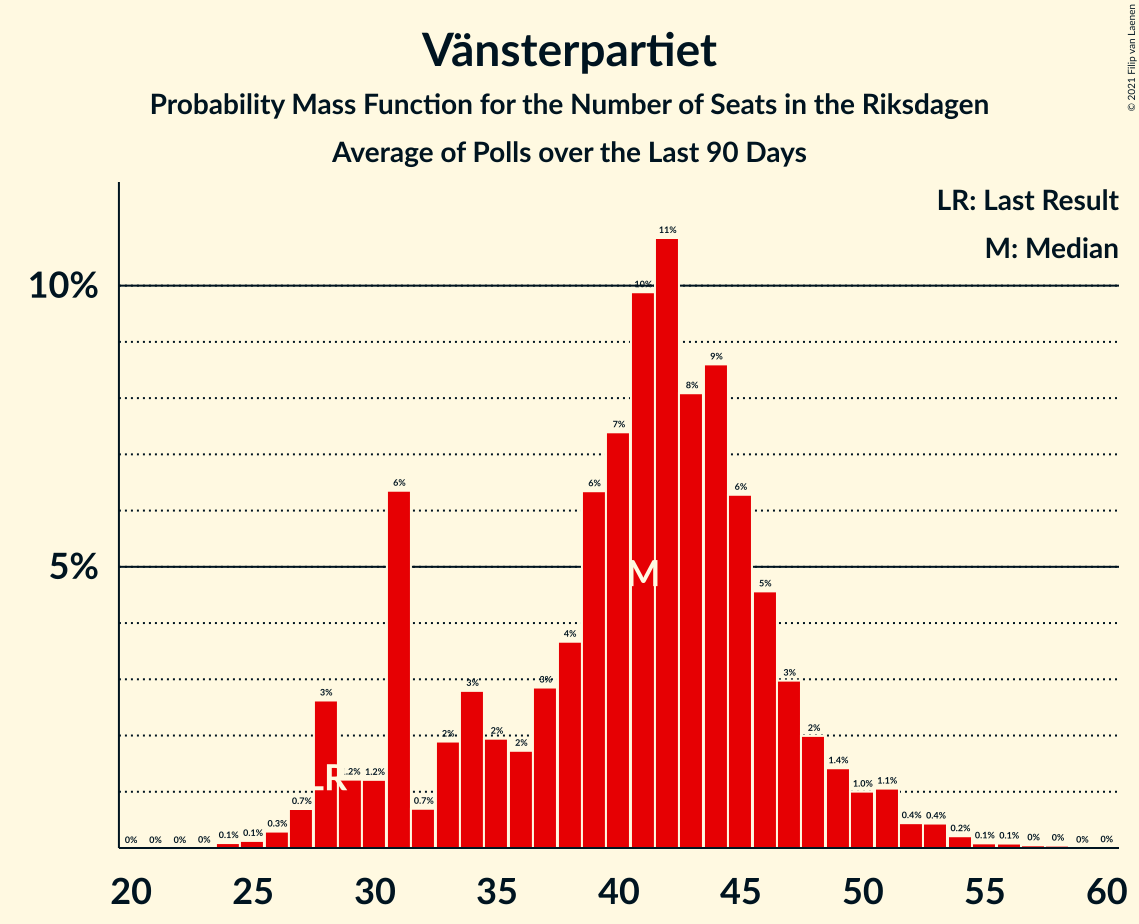 Vänsterpartiet
Probability Mass Function for the Number of Seats in the Riksdagen
Average of Polls over the Last 90 Days
© 2021 Filip van Laenen
LR: Last Result
M: Median
10%
5%
0% 0% 0% 0% 0.1% 0.1% 0.3% 0.7% 3% 1.2% 1.2% 6% 0.7% 2% 3% 2% 2% 3% 4% 6% 7% 10% 11% 8% 9% 6% 5% 3% 2% 1.4% 1.0% 1.1% 0.4% 0.4% 0.2% 0.1% 0.1% 0% 0% 0% 0%
LR
M
20 25 30 35 40 45 50 55 60